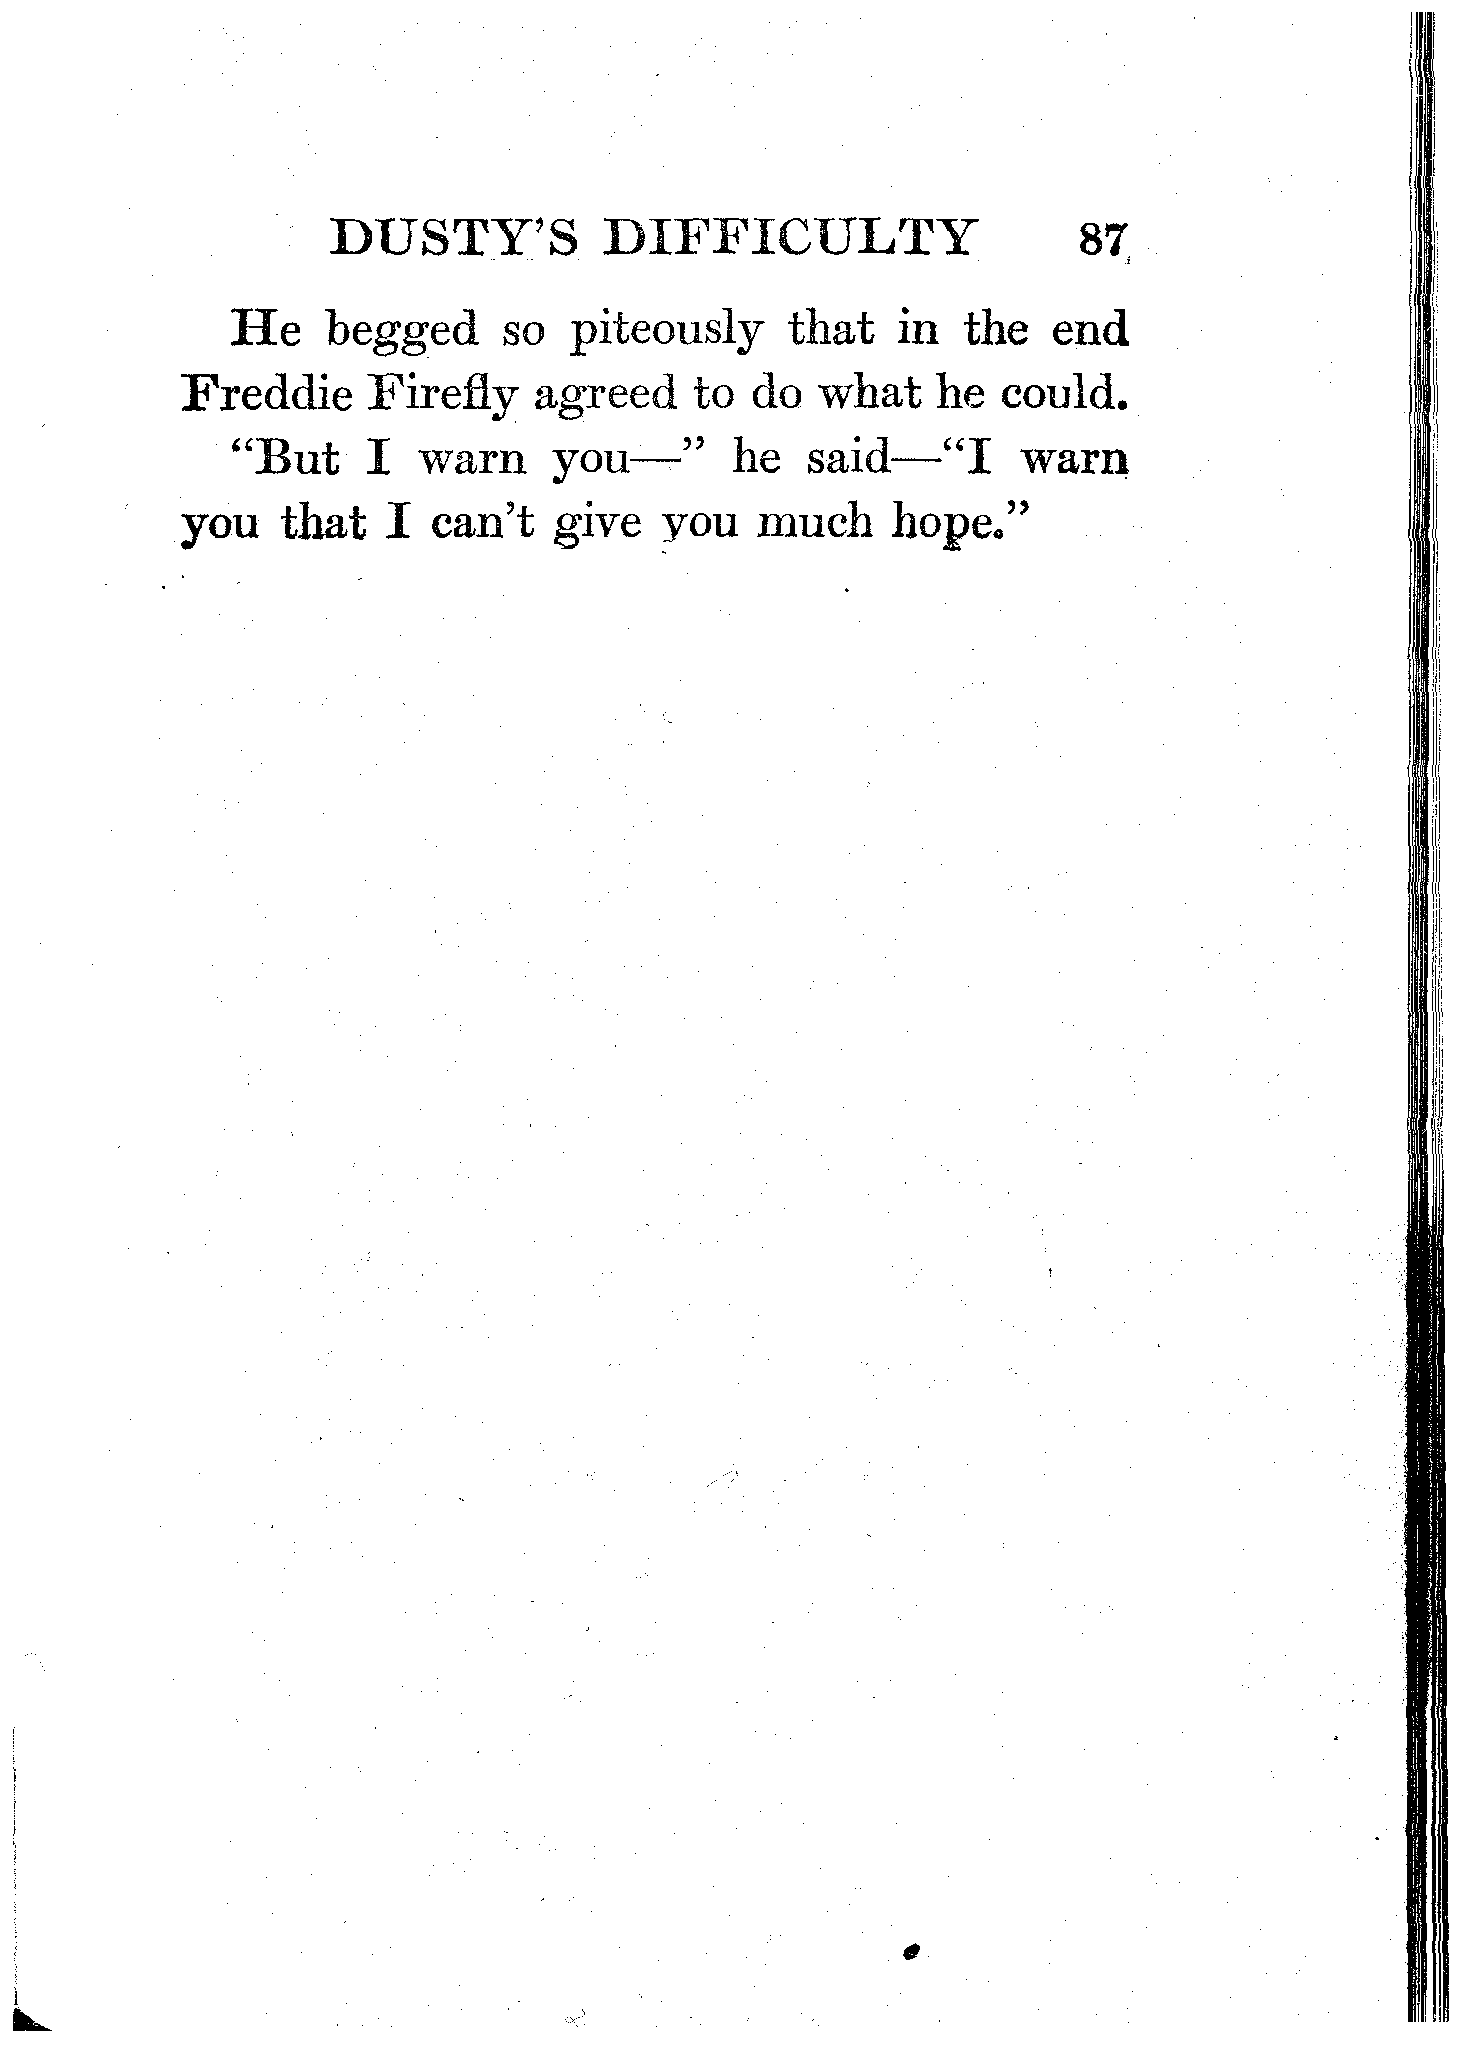 DUSTY'S DIFFICULTY 87
He begged so piteously that in the end
Freddie Firefly agreed to do what he could.
“But I warn you—” he said—“I warn
you that I can't give you much hope.”